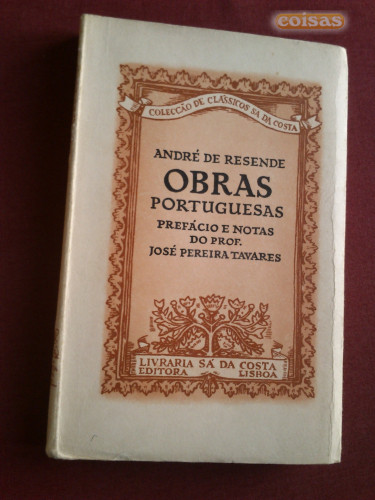 coisas
COLECÇÃO DE CLÁSSICOS SÁ DA COSTA
ANDRÉ DE RESENDE
OBRAS
PORTUGUESAS
PREFÁCIO E NOTAS
DO PROF.
JOSÉ PEREIRA TAVARES
LIVRARIA SÁ DA COSTA
EDITORA LISBOA